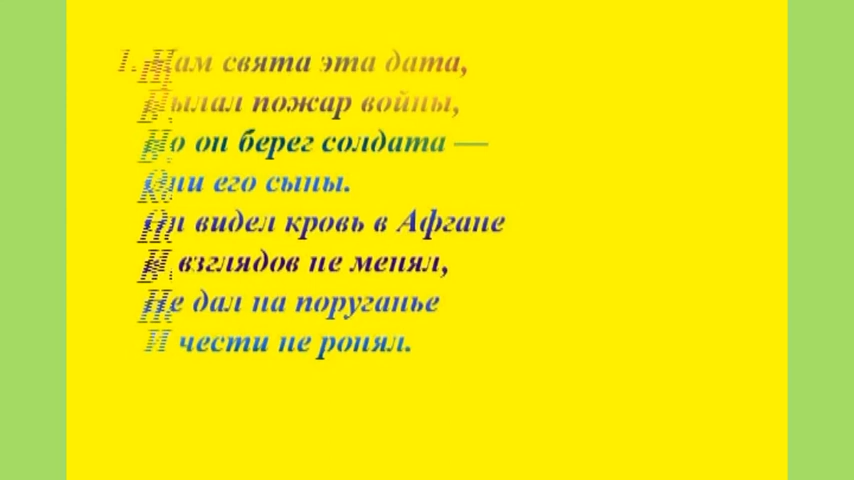 1. Нам свята эта дата,
Пылал пожар войны,
Но он берег солдата —
Они его сыны.
Он видел кровь в Афгане
И взглядов не менял,
Не дал на поруганье
И чести не ронял.